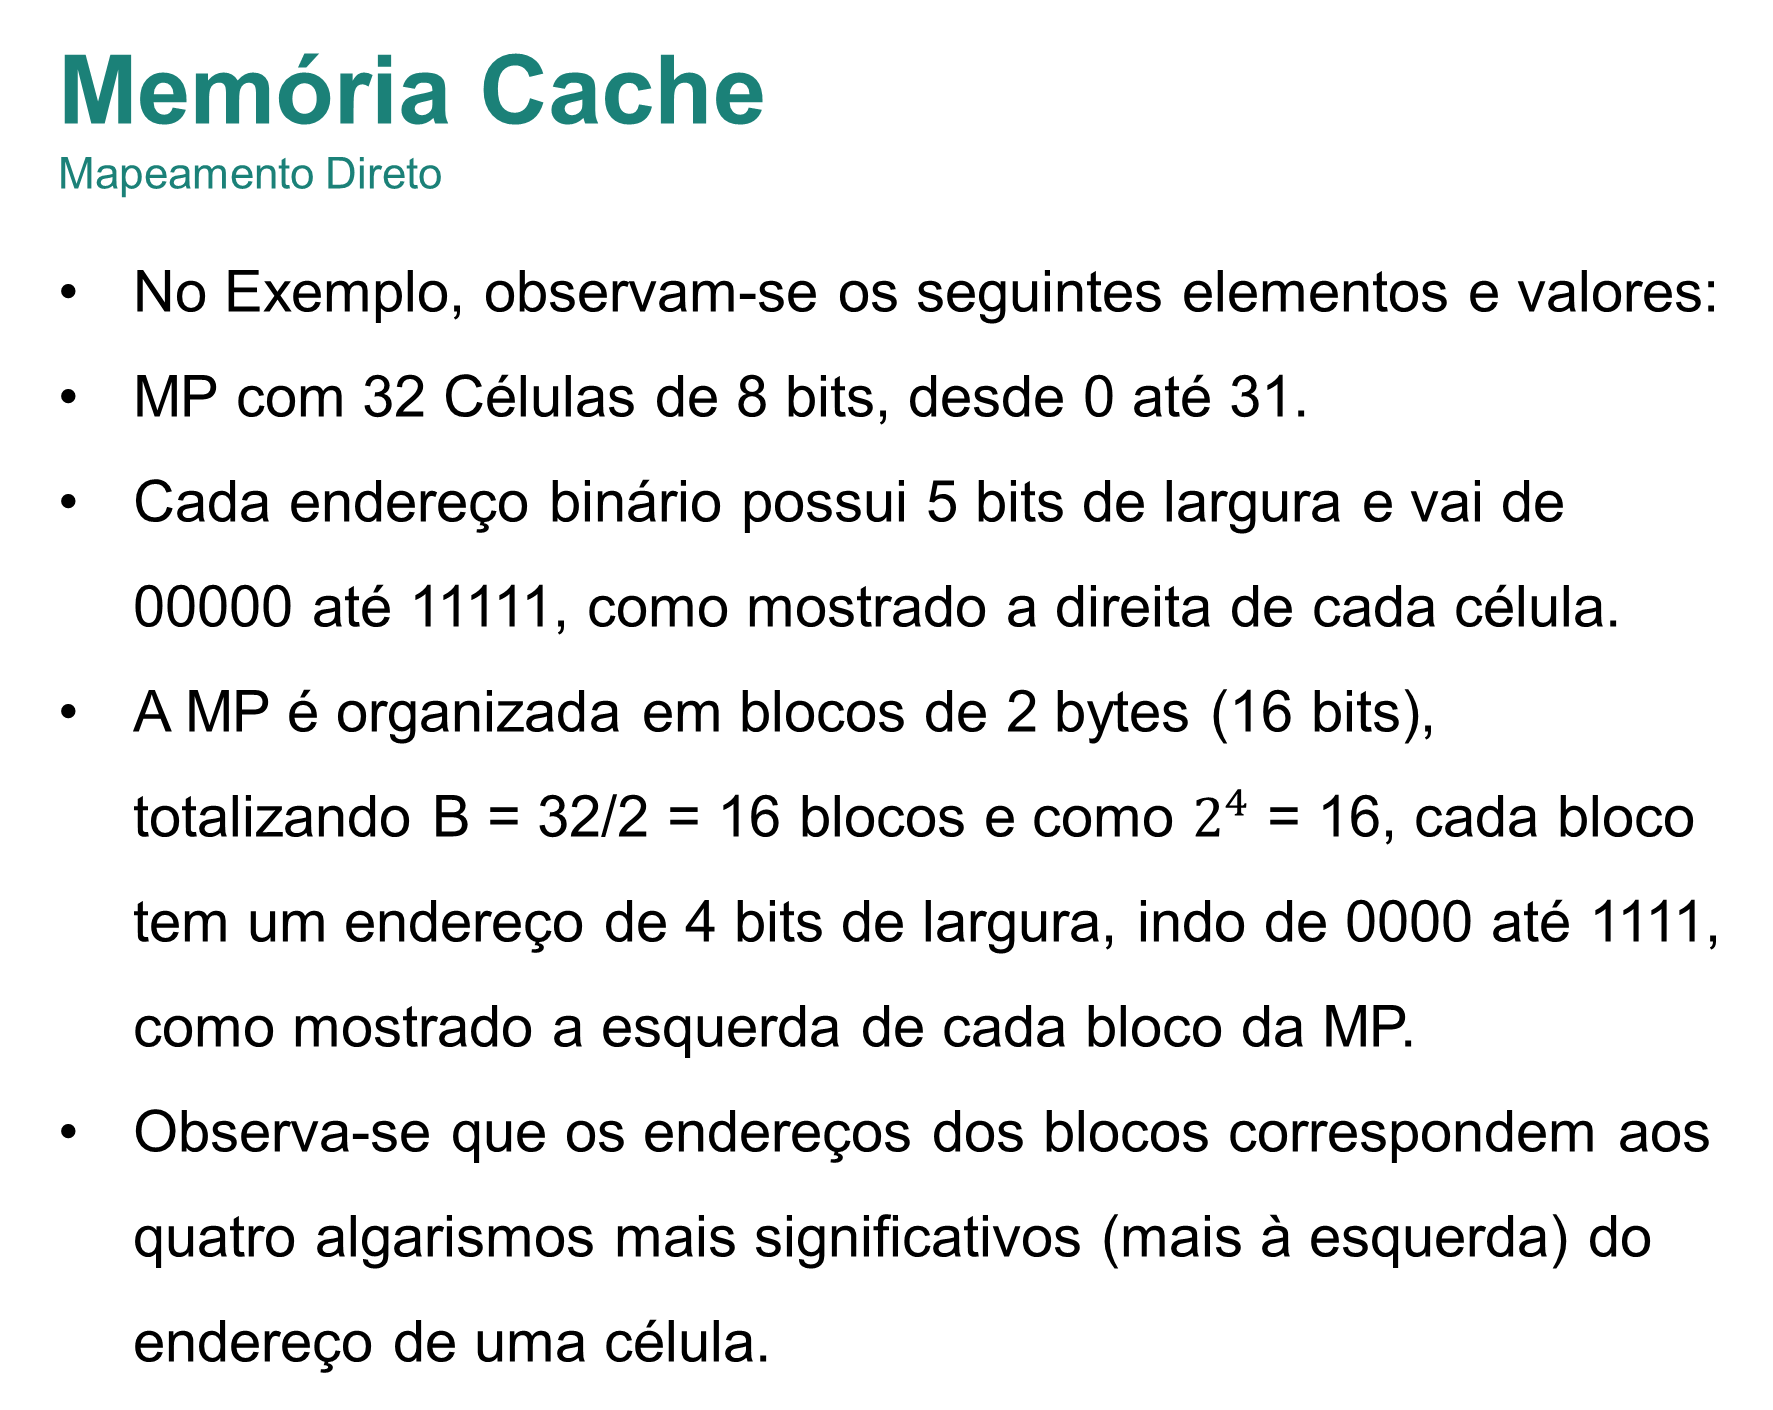 Memória Cache
Mapeamento Direto
• No Exemplo, observam-se os seguintes elementos e valores:
• MP com 32 Células de 8 bits, desde 0 até 31.
• Cada endereço binário possui 5 bits de largura e vai de
00000 até 11111, como mostrado a direita de cada célula.
• A MP é organizada em blocos de 2 bytes (16 bits),
totalizando B = 32/2 = 16 blocos e como 2⁴ = 16, cada bloco
tem um endereço de 4 bits de largura, indo de 0000 até 1111,
como mostrado a esquerda de cada bloco da MP.
• Observa-se que os endereços dos blocos correspondem aos
quatro algarismos mais significativos (mais à esquerda) do
endereço de uma célula.